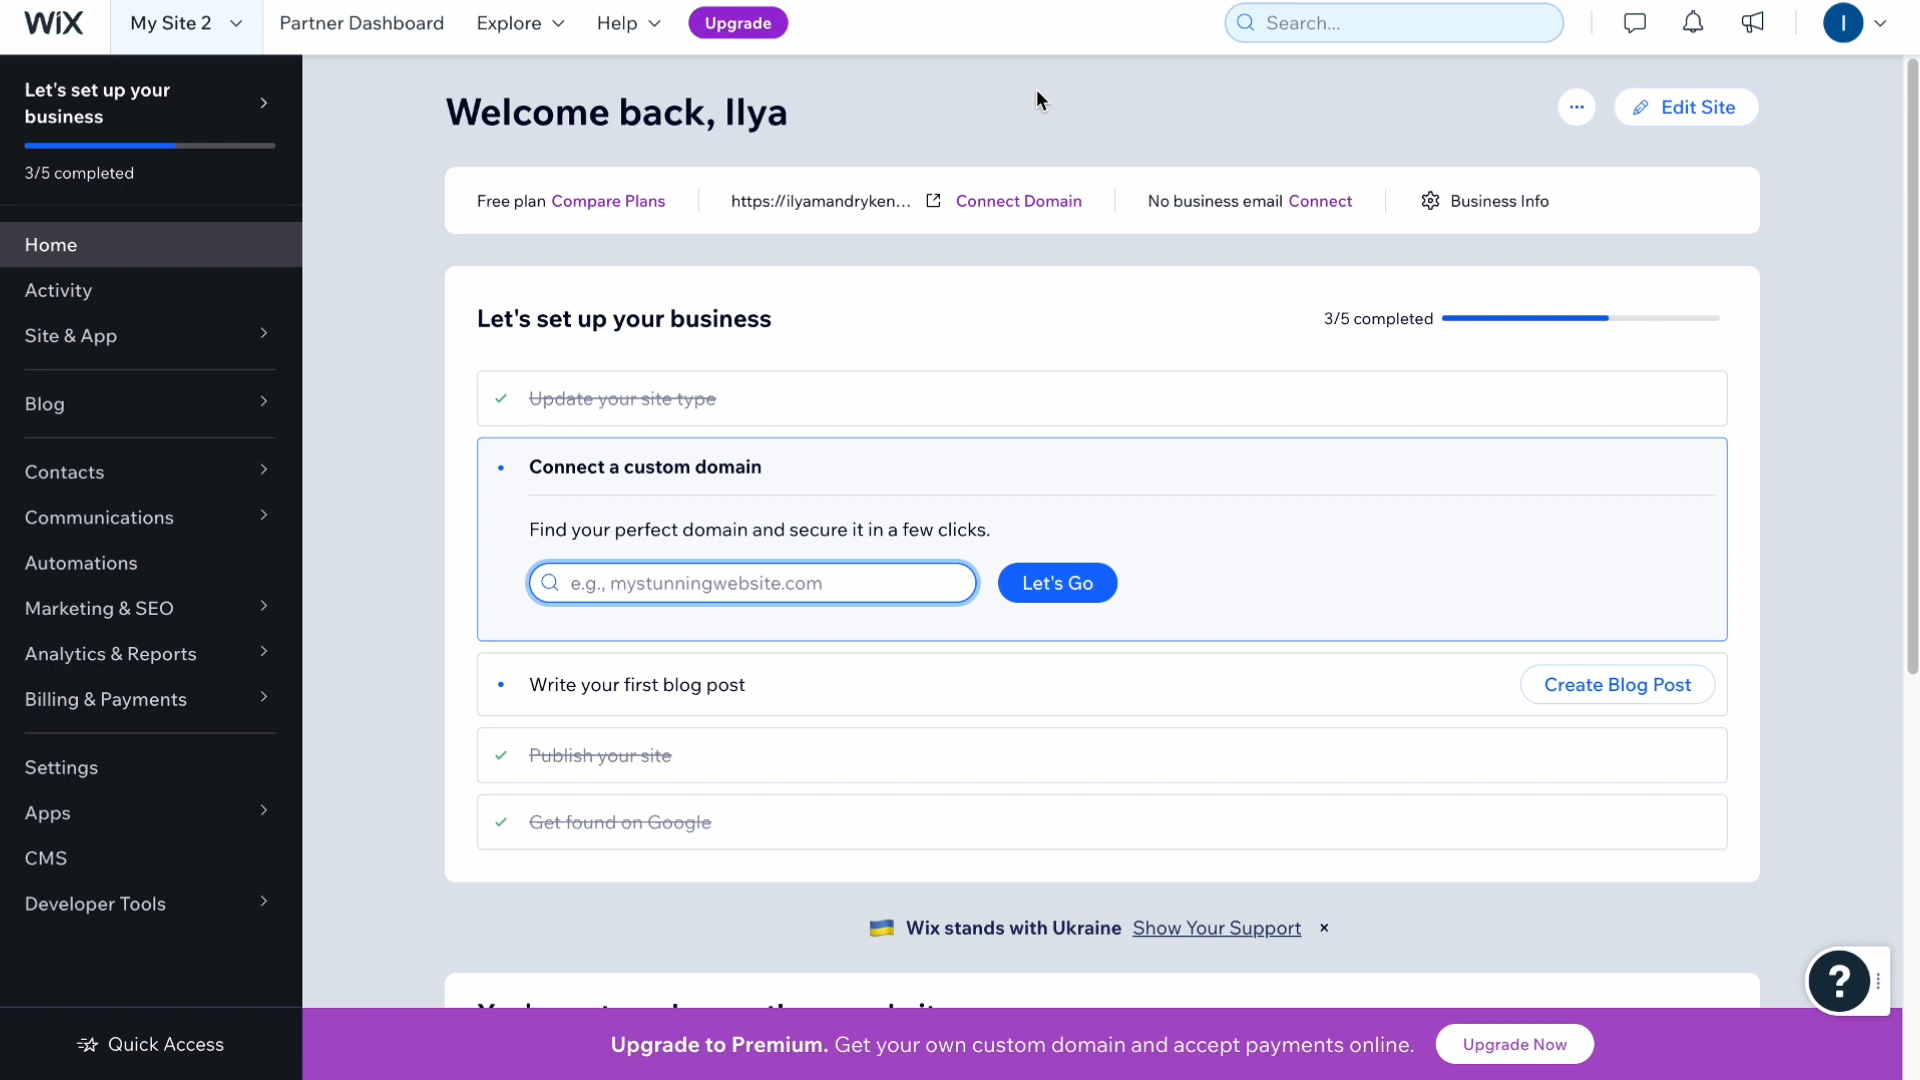 WiX
My Site 2
Partner Dashboard
Explore
Help
Upgrade
Search...
I
Let's set up your
business
3/5 completed
Home
Activity
Site & App
Blog
Contacts
Communications
Automations
Marketing & SEO
Analytics & Reports
Billing & Payments
Settings
Apps
CMS
Developer Tools
Quick Access
Welcome back, Ilya
...
Edit Site
Free plan Compare Plans
https://ilyamandryken...
Connect Domain
No business email Connect
Business Info
Let's set up your business
3/5 completed
Update your site type
Connect a custom domain
Find your perfect domain and secure it in a few clicks.
e.g., mystunningwebsite.com
Let's Go
Write your first blog post
Create Blog Post
Publish your site
Get found on Google
Wix stands with Ukraine Show Your Support ×
?
Upgrade to Premium. Get your own custom domain and accept payments online.
Upgrade Now